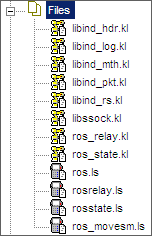 Files
libind_hdr.kl
libind_log.kl
libind_mth.kl
libind_pkt.kl
libind_rs.kl
libssock.kl
ros_relay.kl
ros_state.kl
ros.ls
rosrelay.ls
rosstate.ls
ros_movesm.ls